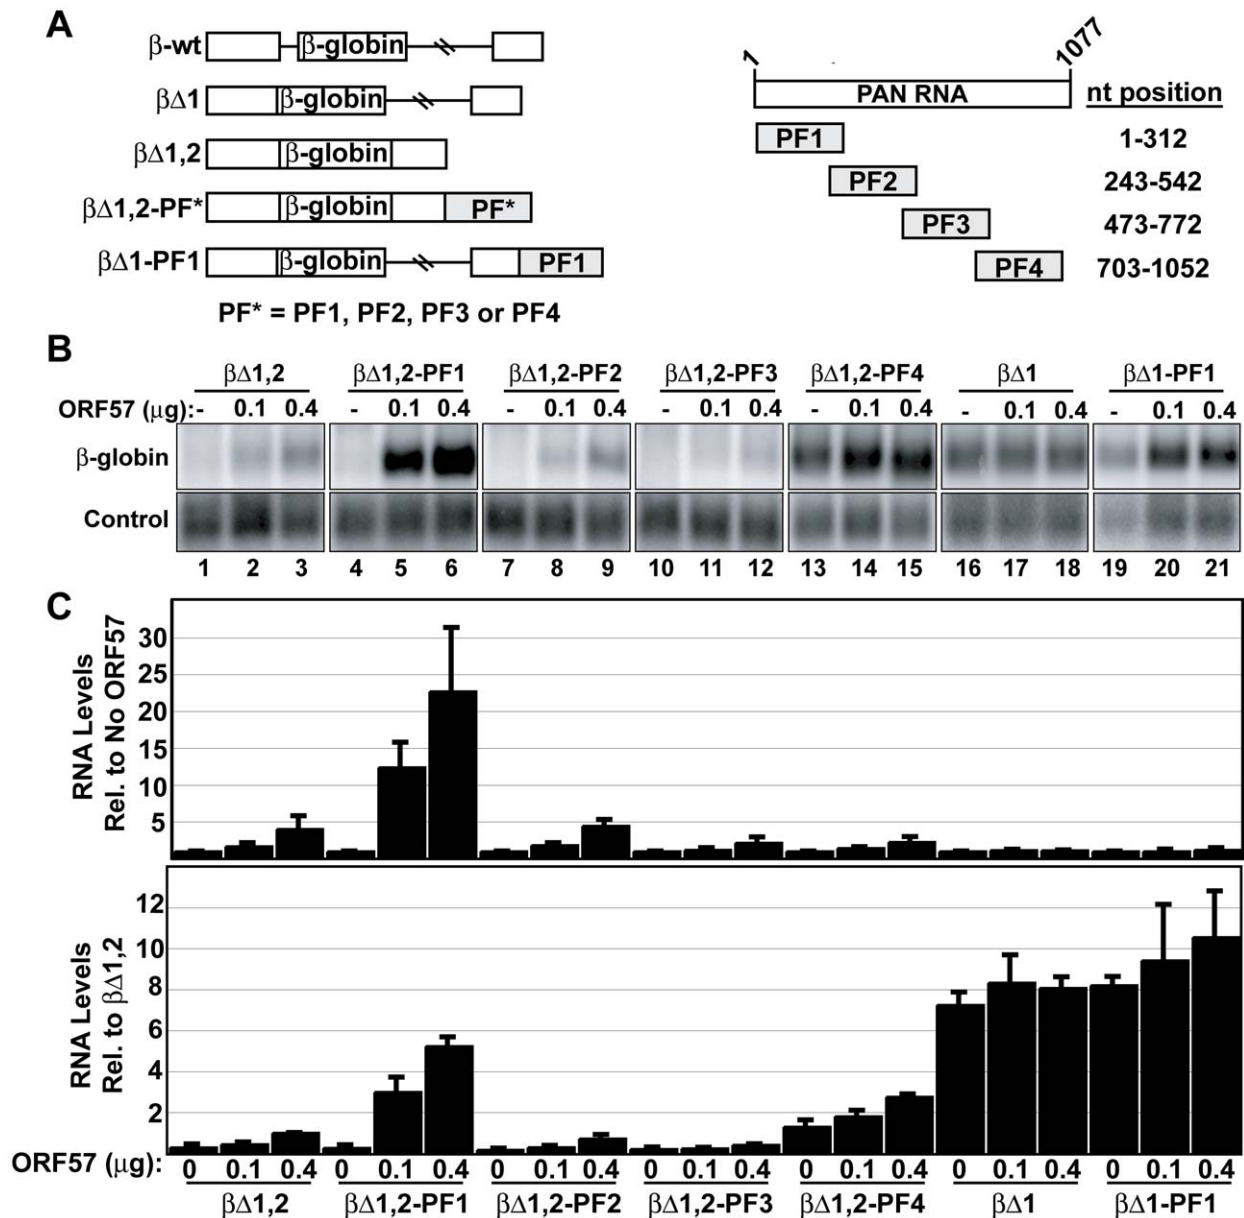 A
β-wt
β-globin
βΔ1
β-globin
βΔ1,2
β-globin
βΔ1,2-PF*
β-globin
PF*
βΔ1-PF1
β-globin
PF1
PF* = PF1, PF2, PF3 or PF4
1
1077
PAN RNA
nt position
PF1
1-312
PF2
243-542
PF3
473-772
PF4
703-1052
B
βΔ1,2 βΔ1,2-PF1 βΔ1,2-PF2 βΔ1,2-PF3 βΔ1,2-PF4 βΔ1 βΔ1-PF1
ORF57 (μg): - 0.1 0.4 - 0.1 0.4 - 0.1 0.4 - 0.1 0.4 - 0.1 0.4 - 0.1 0.4 - 0.1 0.4
β-globin
Control
1 2 3 4 5 6 7 8 9 10 11 12 13 14 15 16 17 18 19 20 21
C
RNA Levels
Rel. to No ORF57
30
25
20
15
10
5
RNA Levels
Rel. to βΔ1,2
12
10
8
6
4
2
ORF57 (μg): 0 0.1 0.4 0 0.1 0.4 0 0.1 0.4 0 0.1 0.4 0 0.1 0.4 0 0.1 0.4 0 0.1 0.4
βΔ1,2 βΔ1,2-PF1 βΔ1,2-PF2 βΔ1,2-PF3 βΔ1,2-PF4 βΔ1 βΔ1-PF1